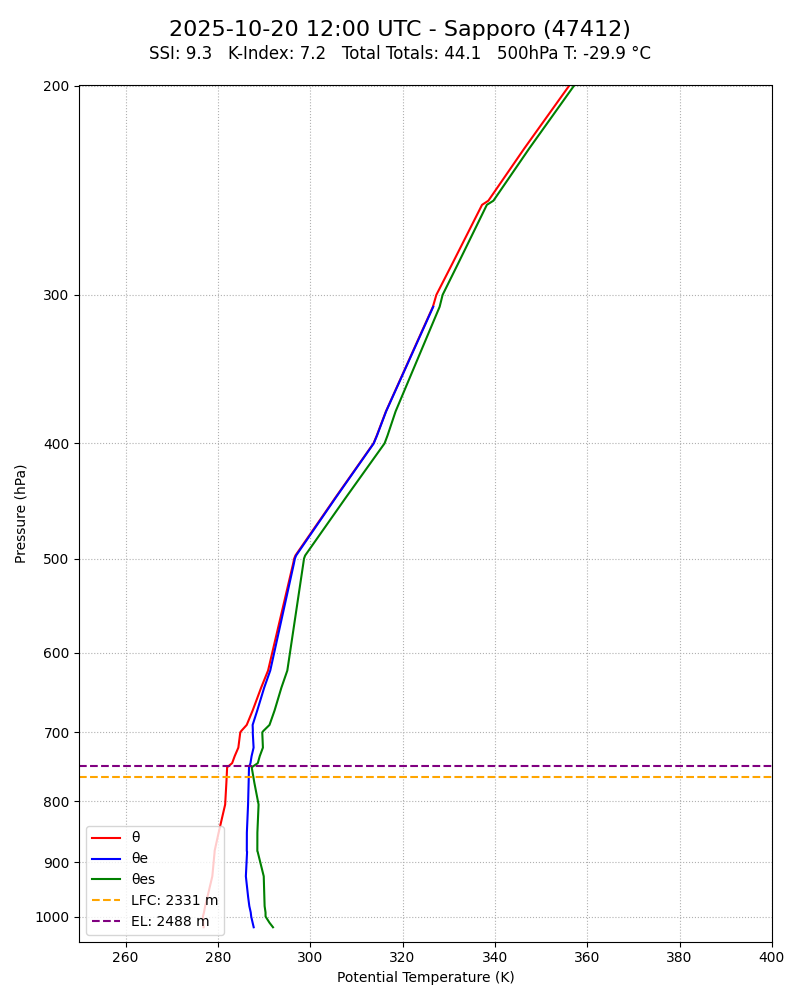 2025-10-20 12:00 UTC - Sapporo (47412)
SSI: 9.3   K-Index: 7.2   Total Totals: 44.1   500hPa T: -29.9 °C
200
300
400
500
600
700
800
900
1000
Pressure (hPa)
θ
θe
θes
LFC: 2331 m
EL: 2488 m
260 280 300 320 340 360 380 400
Potential Temperature (K)